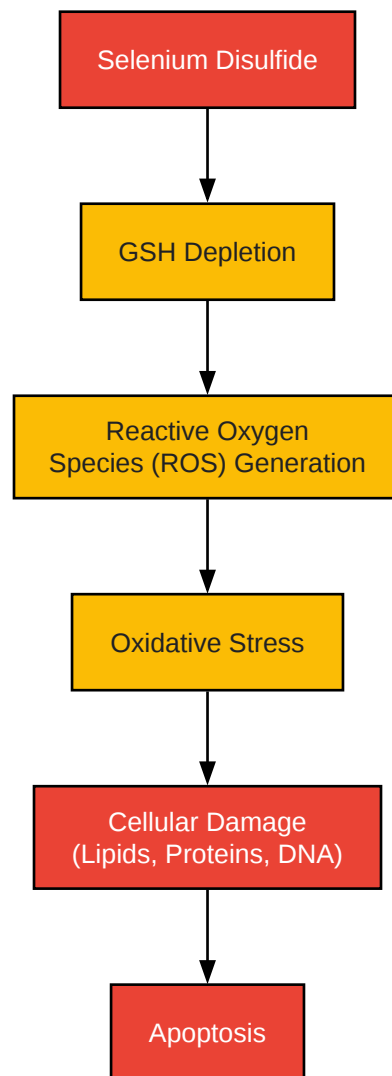 Selenium Disulfide
GSH Depletion
Reactive Oxygen
Species (ROS) Generation
Oxidative Stress
Cellular Damage
(Lipids, Proteins, DNA)
Apoptosis